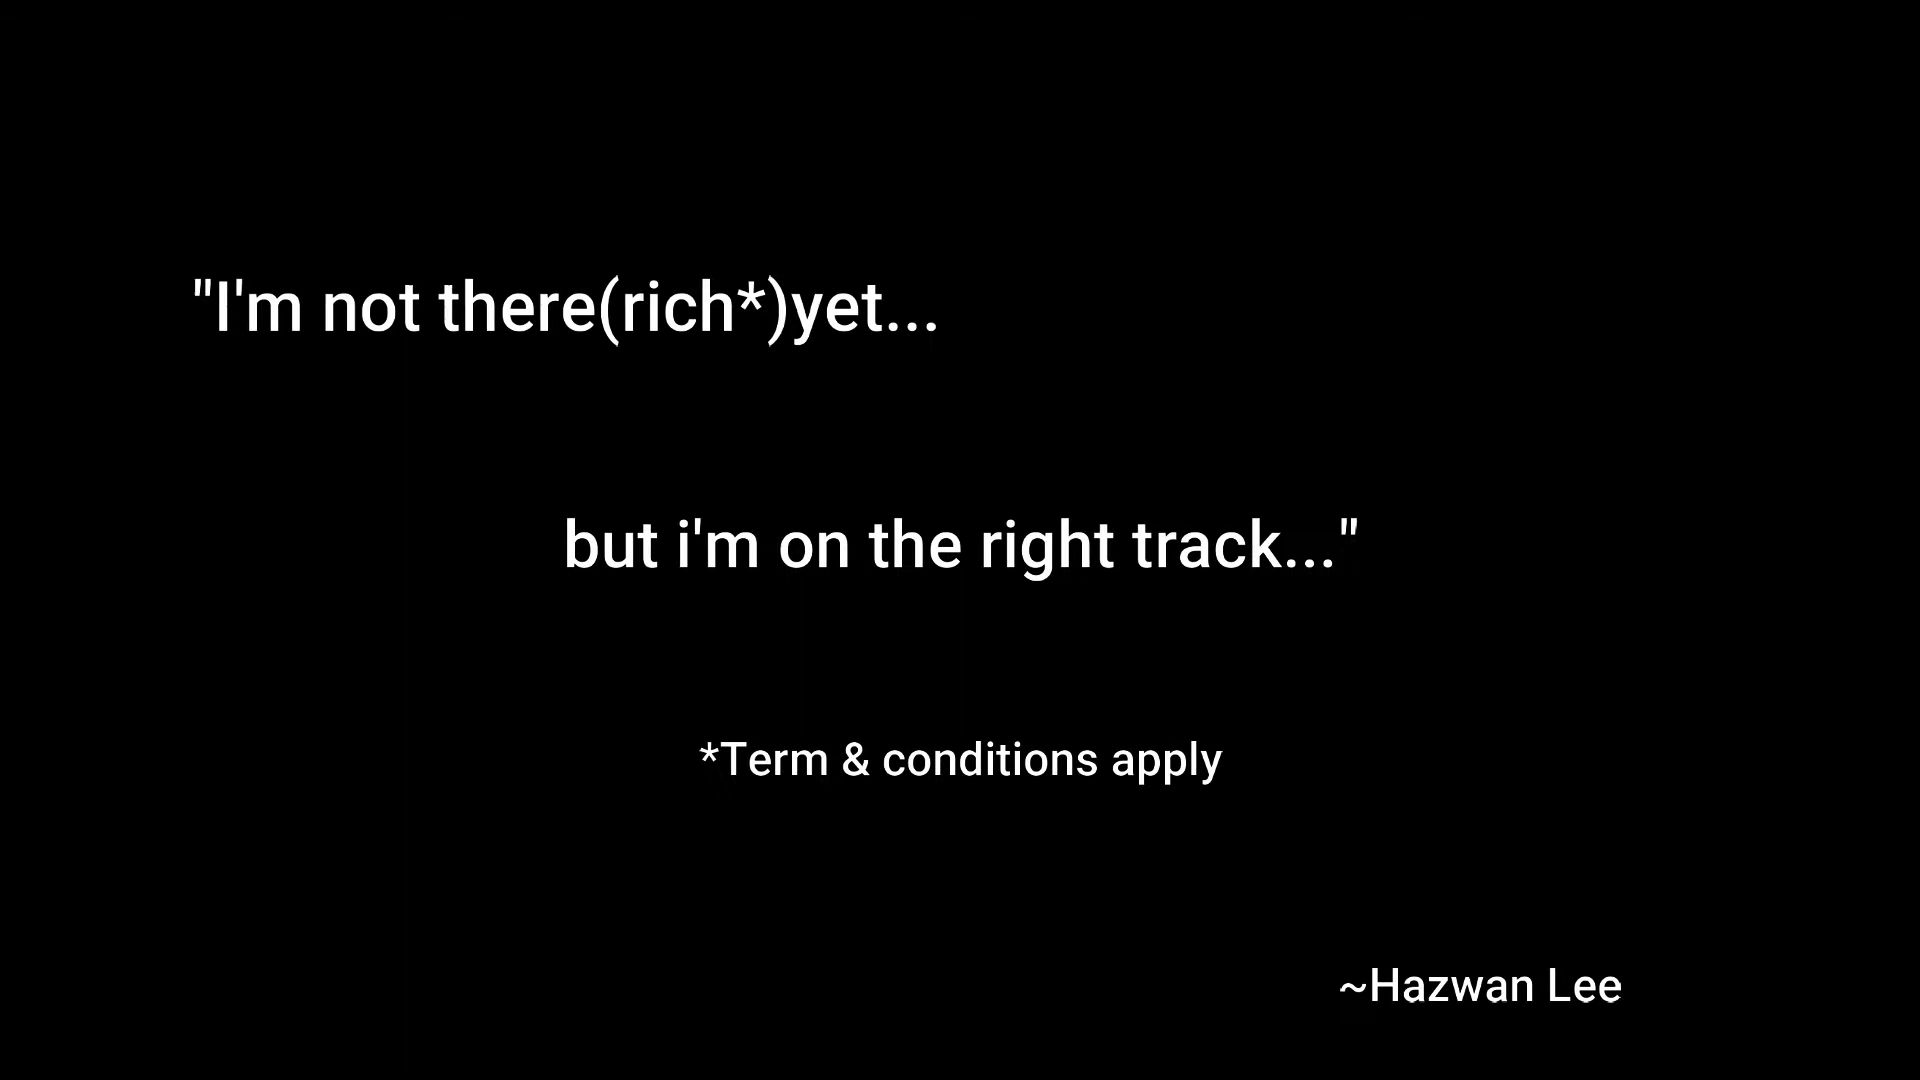 "I'm not there(rich*)yet...
but i'm on the right track..."
*Term & conditions apply
~Hazwan Lee